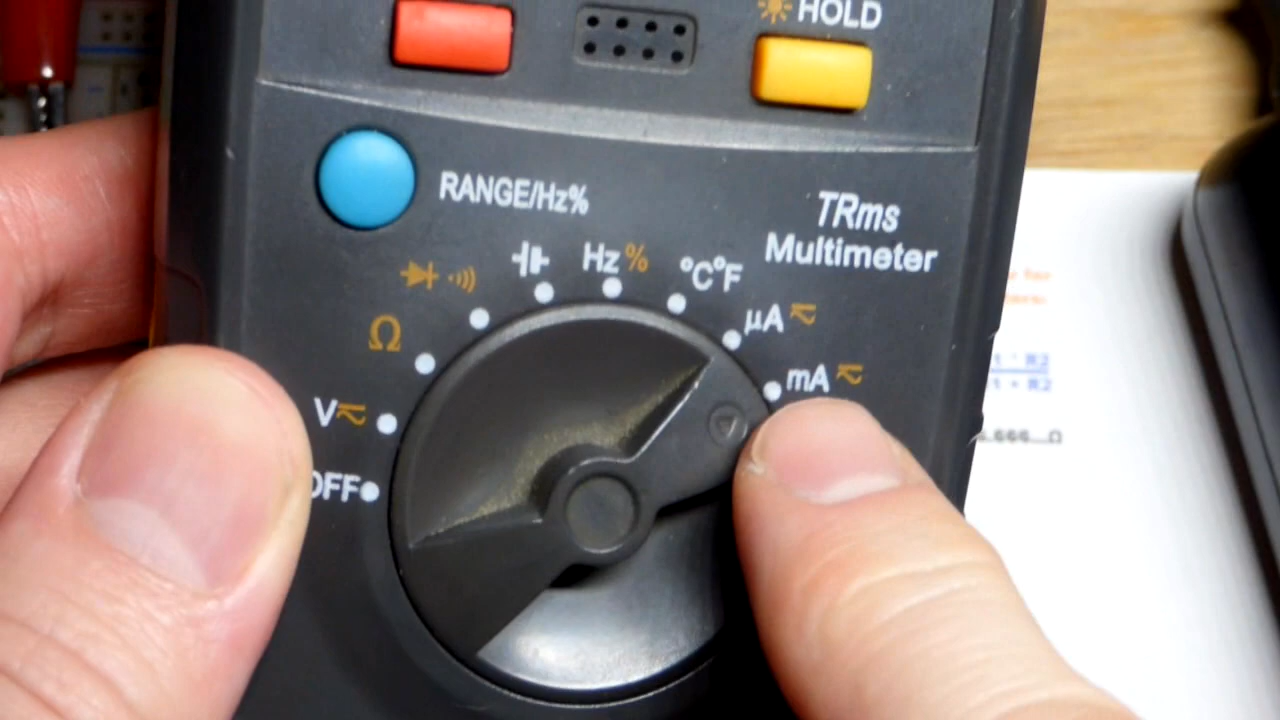 HOLD
RANGE/Hz%
TRms
Multimeter
Hz %
°C°F
µA
Ω
mA
V
OFF